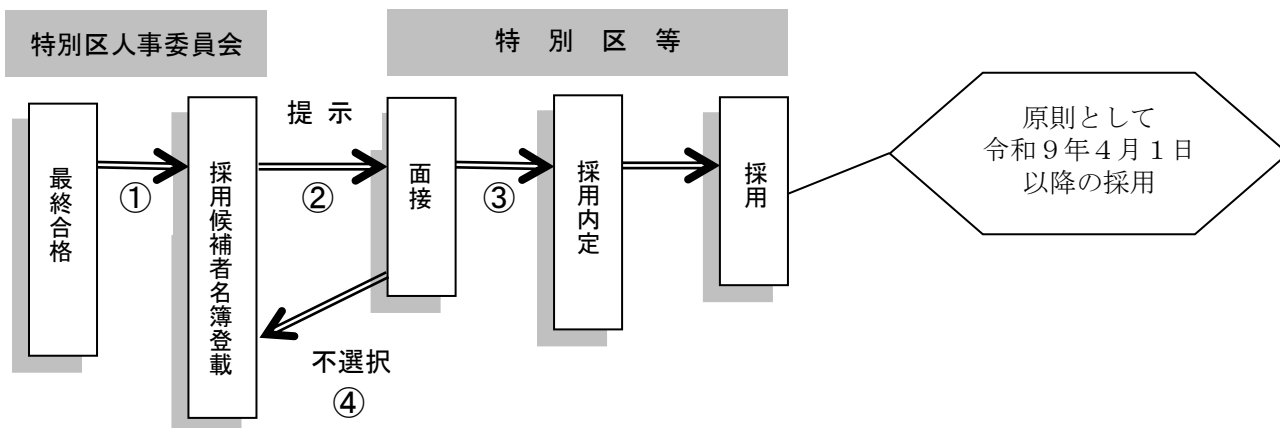 特別区人事委員会
特別区等
最終合格
①
採用候補者名簿登載
提示
②
面接
③
採用内定
採用
不選択
④
原則として
令和９年４月１日
以降の採用